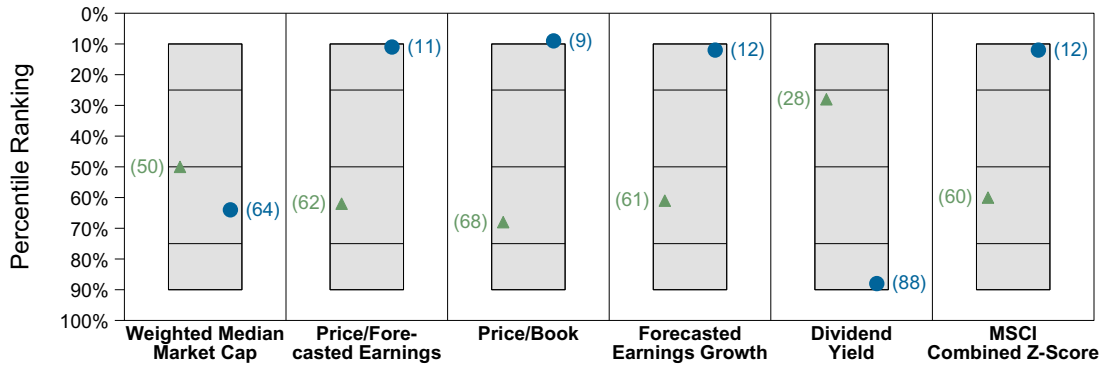 Percentile Ranking
0%
10%
20%
30%
40%
50%
60%
70%
80%
90%
100%
(50)
(64)
(62)
(11)
(68)
(9)
(61)
(12)
(28)
(88)
(60)
(12)
Weighted Median
Market Cap
Price/Fore-
casted Earnings
Price/Book
Forecasted
Earnings Growth
Dividend
Yield
MSCI
Combined Z-Score